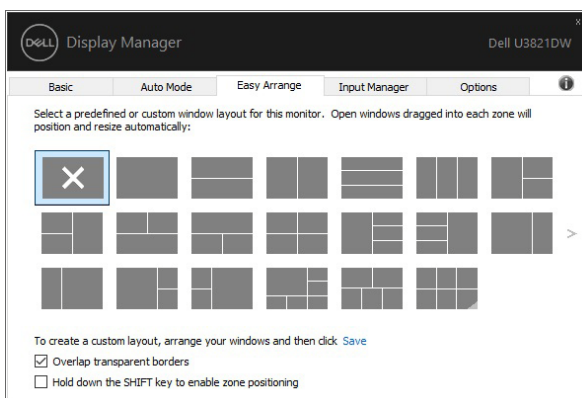 x
DELL Display Manager Dell U3821DW
Basic Auto Mode Easy Arrange Input Manager Options
Select a predefined or custom window layout for this monitor. Open windows dragged into each zone will
position and resize automatically:
To create a custom layout, arrange your windows and then click Save
Overlap transparent borders
Hold down the SHIFT key to enable zone positioning